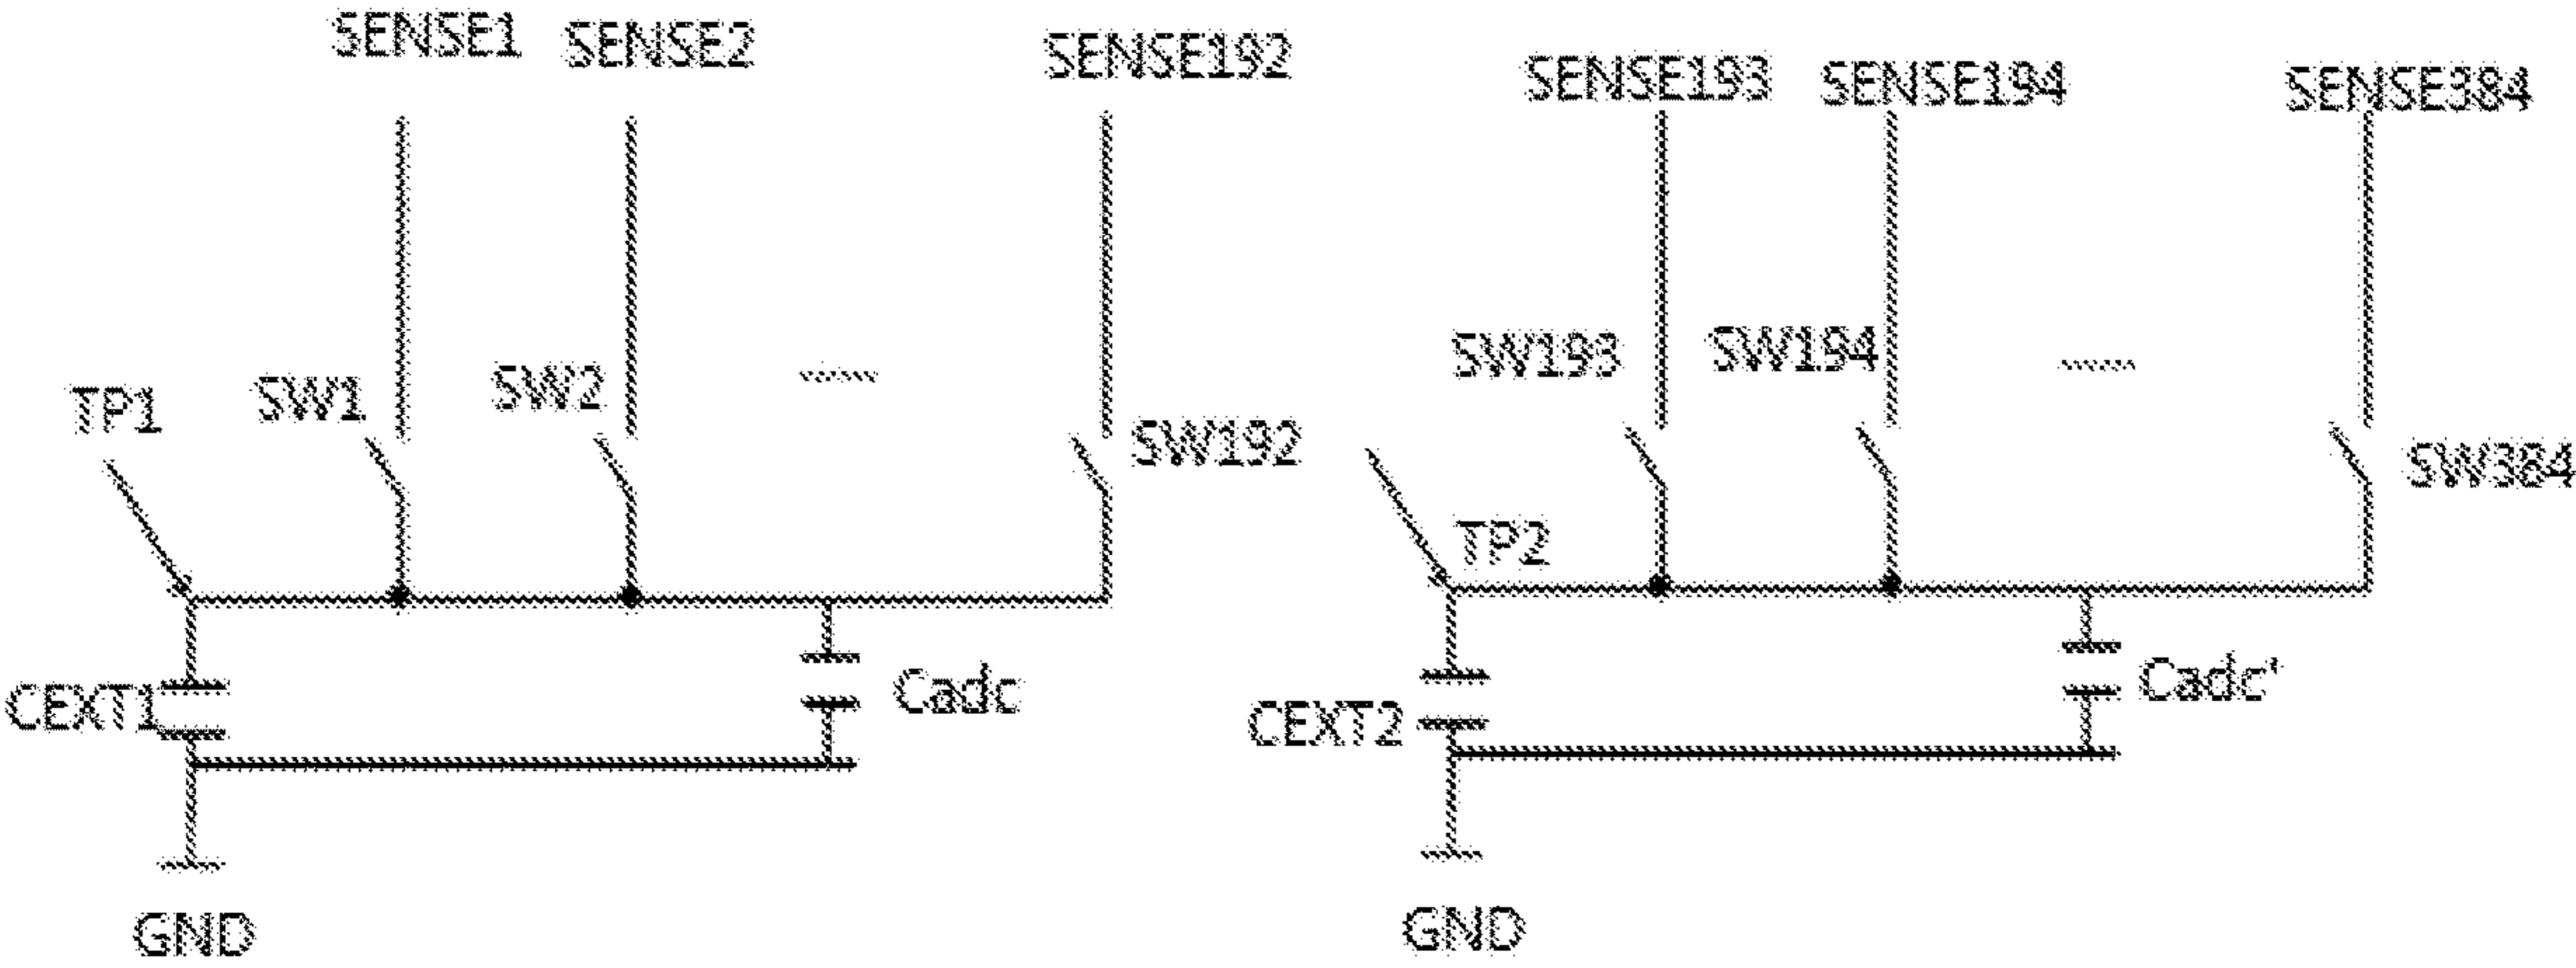 SENSE1
SENSE2
SENSE192
SENSE193
SENSE194
SENSE384
TP1
SW1
SW2
SW192
SW193
SW194
SW384
TP2
CEXT1
Cadc
CEXT2
Cadc'
GND
GND